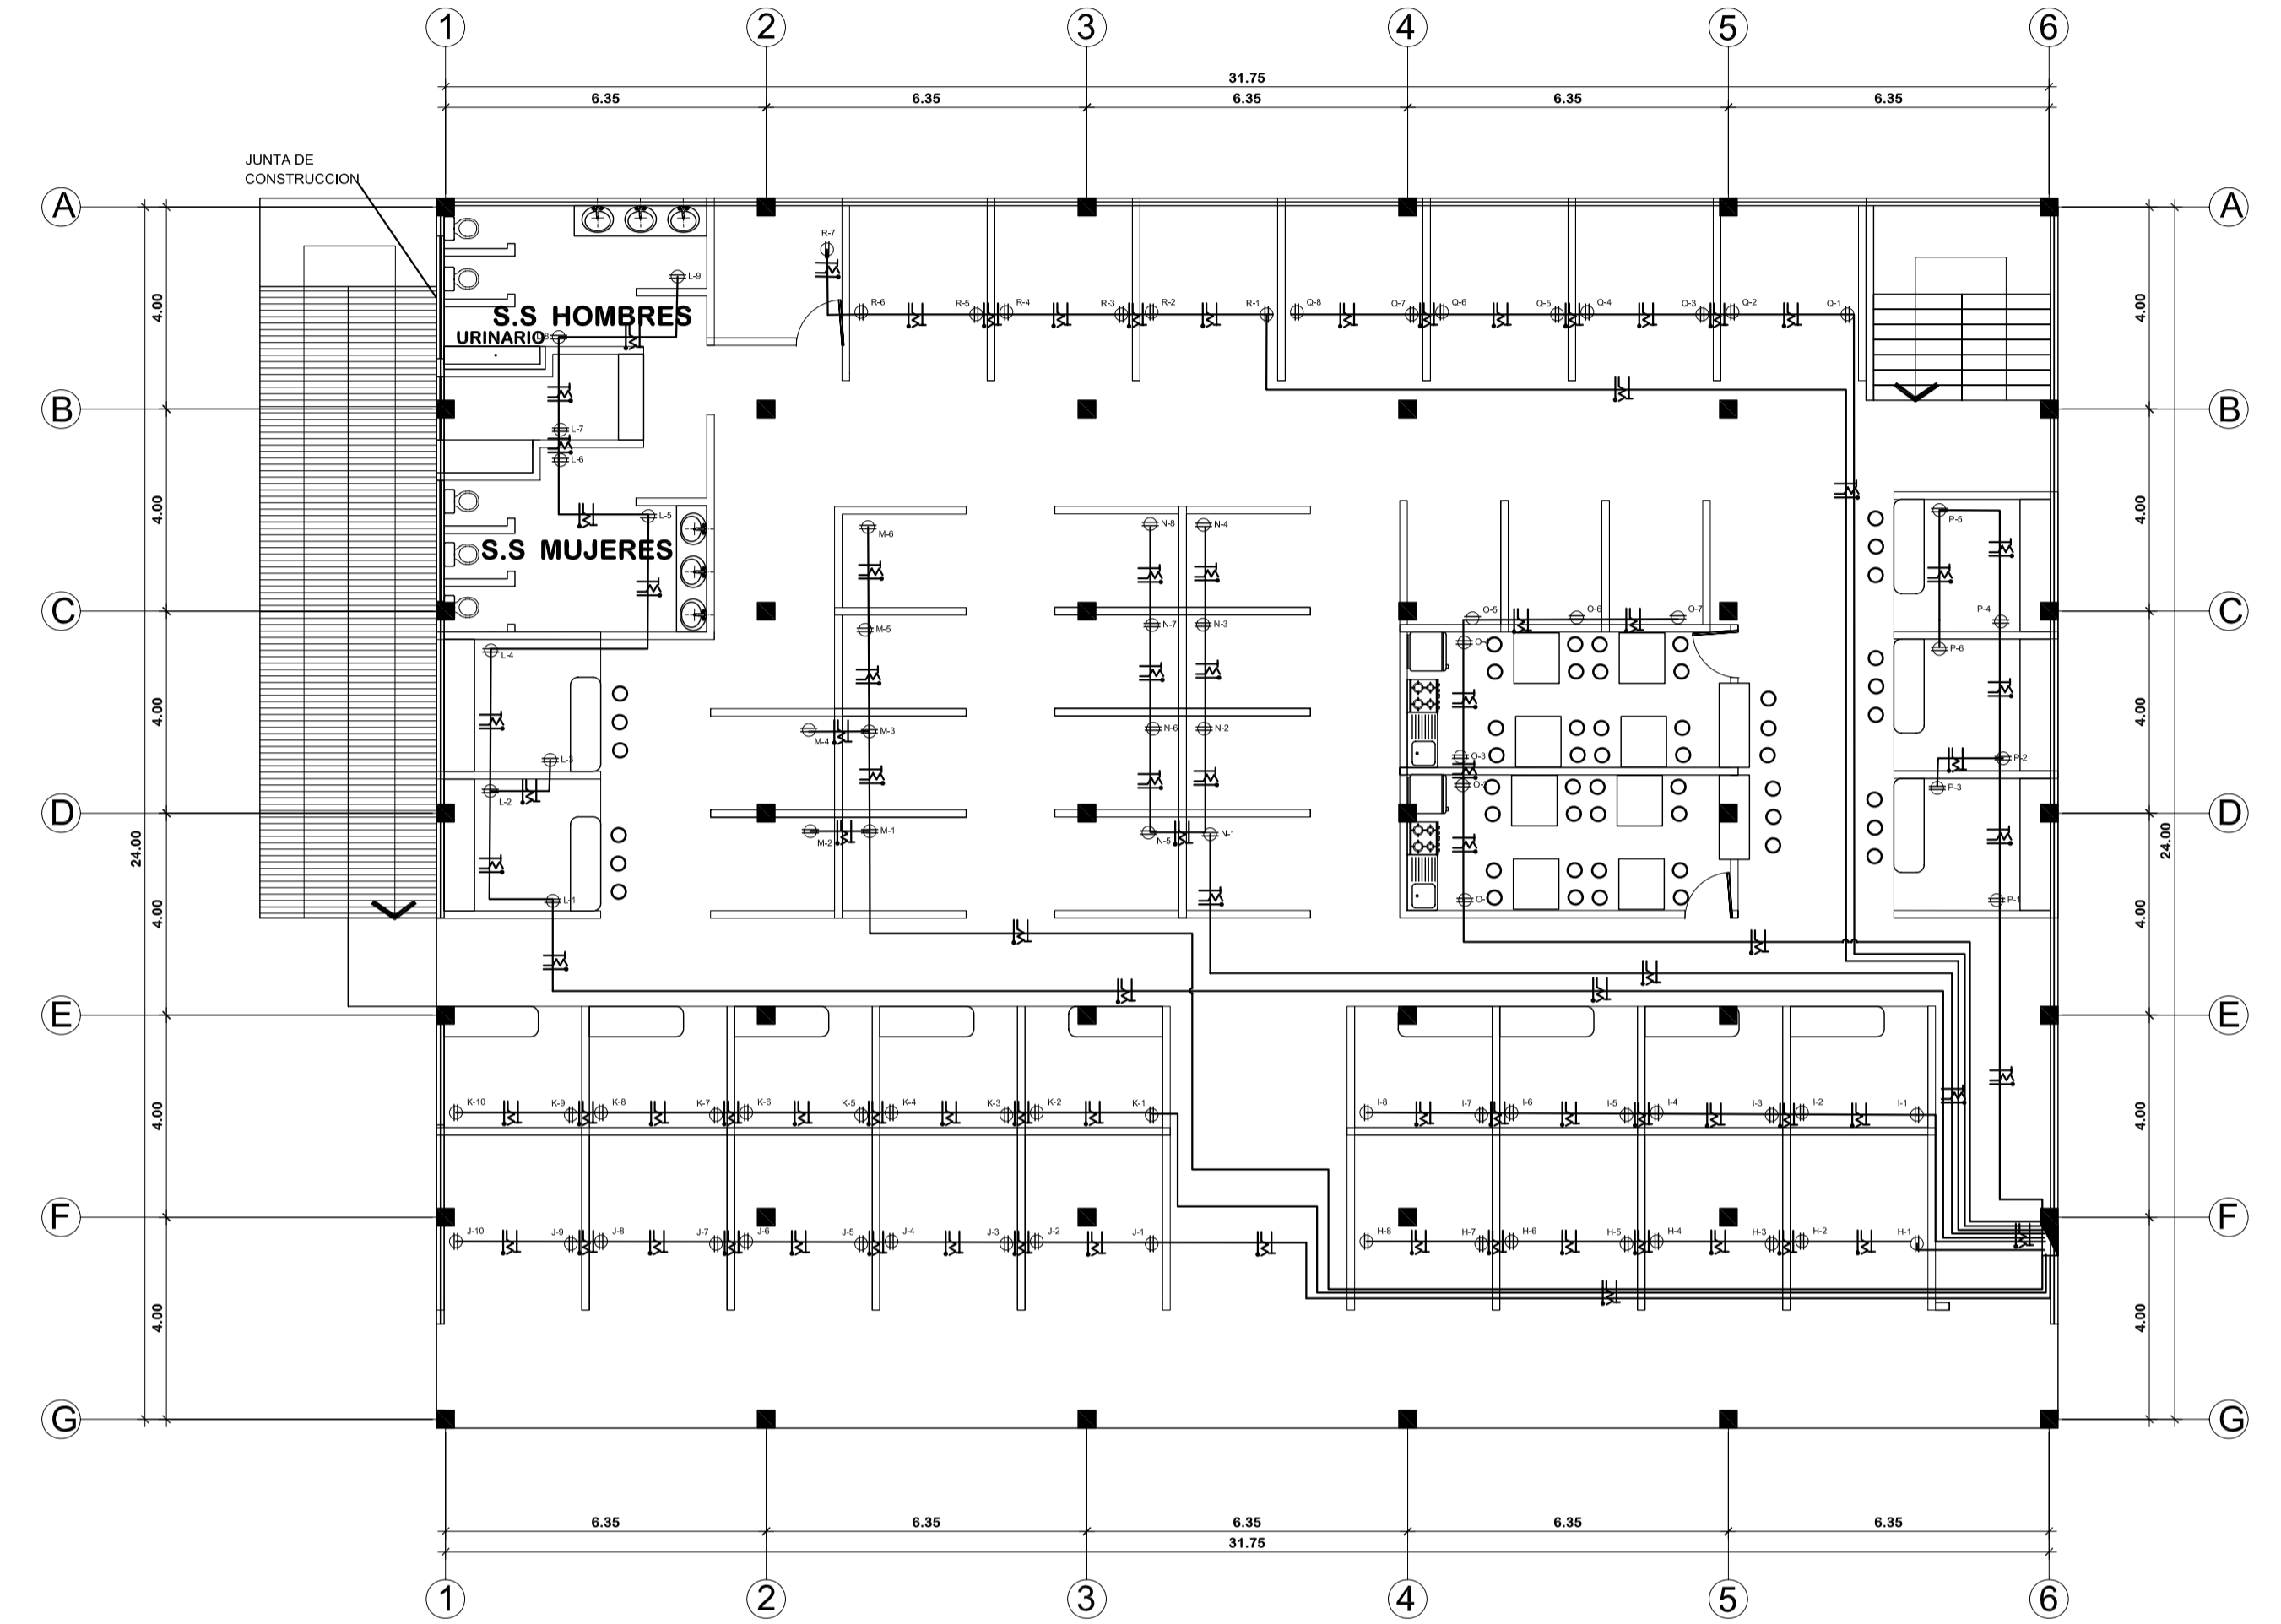 1 2 3 4 5 6
31.75
6.35 6.35 6.35 6.35 6.35
JUNTA DE
CONSTRUCCION
A A
R-7
L-9
4.00 4.00
R-6 R-5 R-4 R-3 R-2 R-1 Q-8 Q-7 Q-6 Q-5 Q-4 Q-3 Q-2 Q-1
S.S HOMBRES
URINARIO
B B
L-7
L-6
4.00 4.00
L-5 M-6 N-8 N-4 P-5
S.S MUJERES
C C
O-5 O-6 O-7 P-4
M-5 N-7 N-3
L-4 P-6
4.00 4.00
M-4 M-3 N-6 N-2
L-3 O-3 P-2
L-2 P-3
D D
M-2 M-1 N-5 N-1
24.00 24.00
L-1 P-1
4.00 4.00
E E
K-10 K-9 K-8 K-7 K-6 K-5 K-4 K-3 K-2 K-1 I-8 I-7 I-6 I-5 I-4 I-3 I-2 I-1
4.00 4.00
F F
J-10 J-9 J-8 J-7 J-6 J-5 J-4 J-3 J-2 J-1 H-8 H-7 H-6 H-5 H-4 H-3 H-2 H-1
4.00 4.00
G G
6.35 6.35 6.35 6.35 6.35
31.75
1 2 3 4 5 6